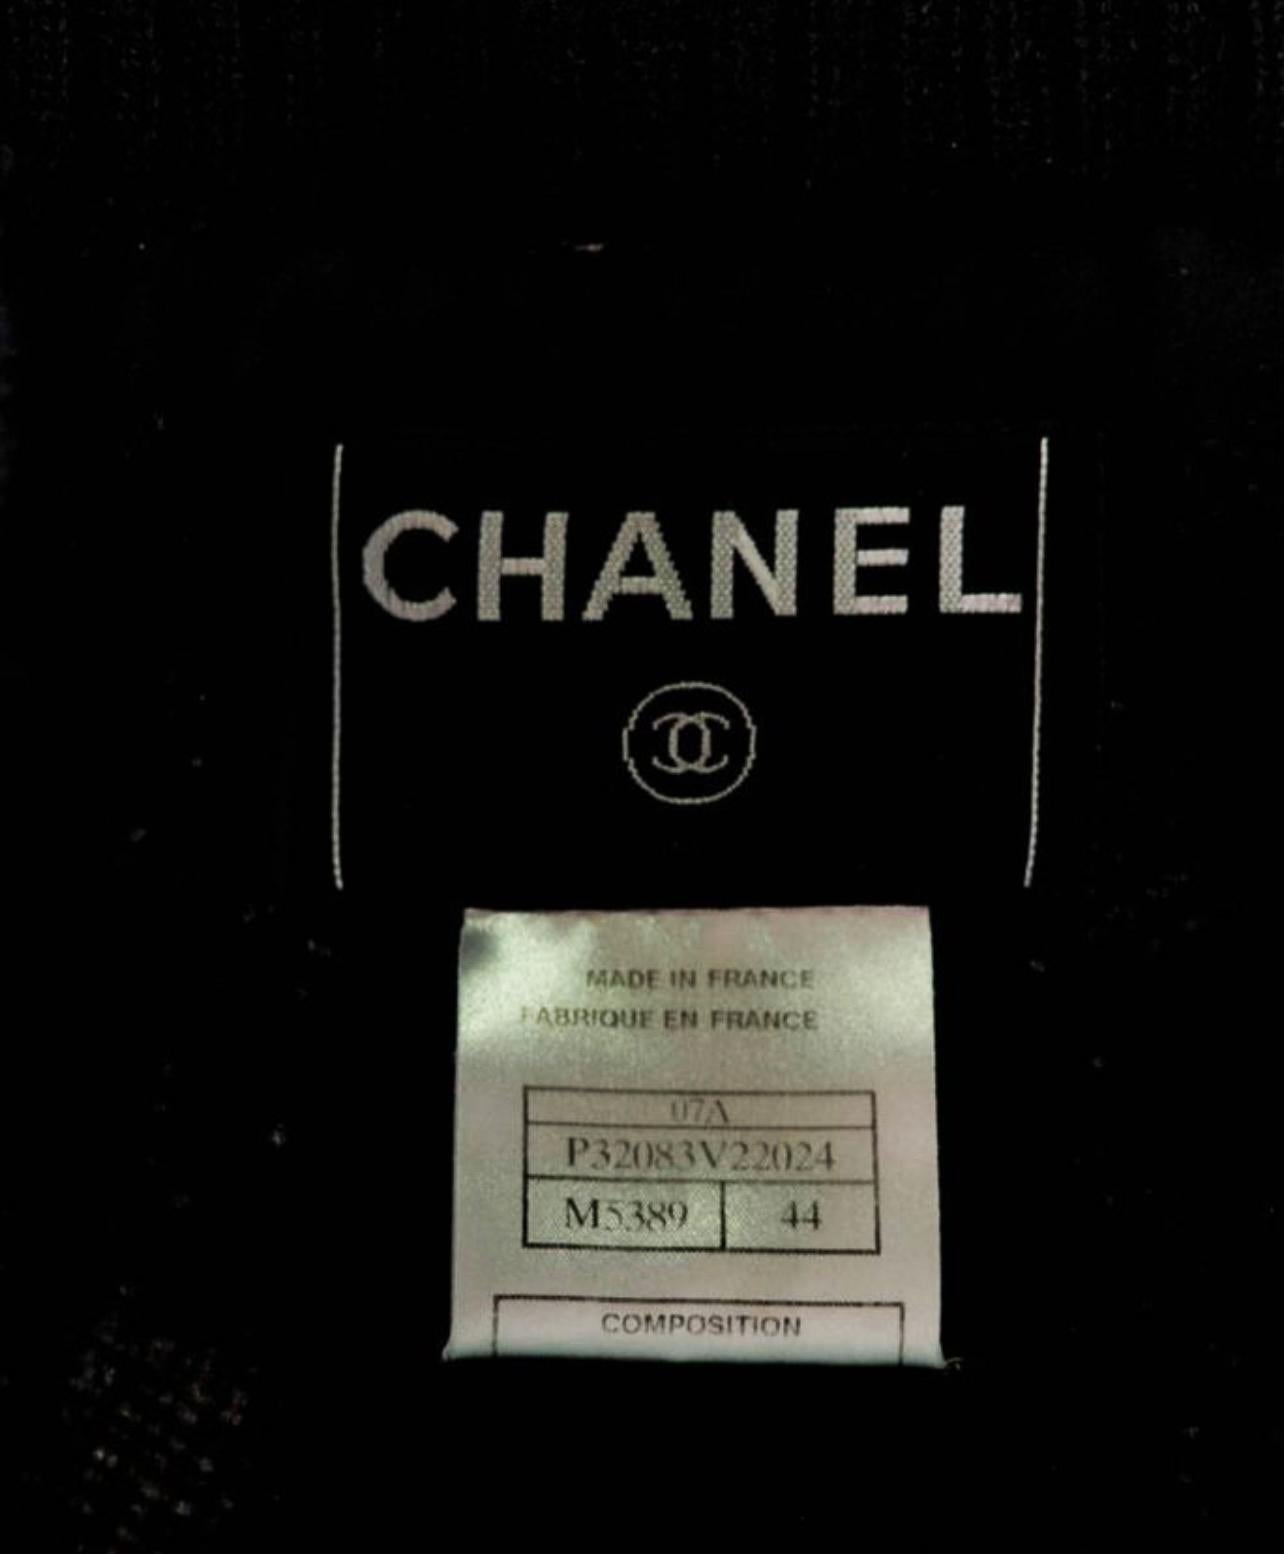 CHANEL
MADE IN FRANCE
FABRIQUE EN FRANCE
07A
P32083V22024
M5389 44
COMPOSITION